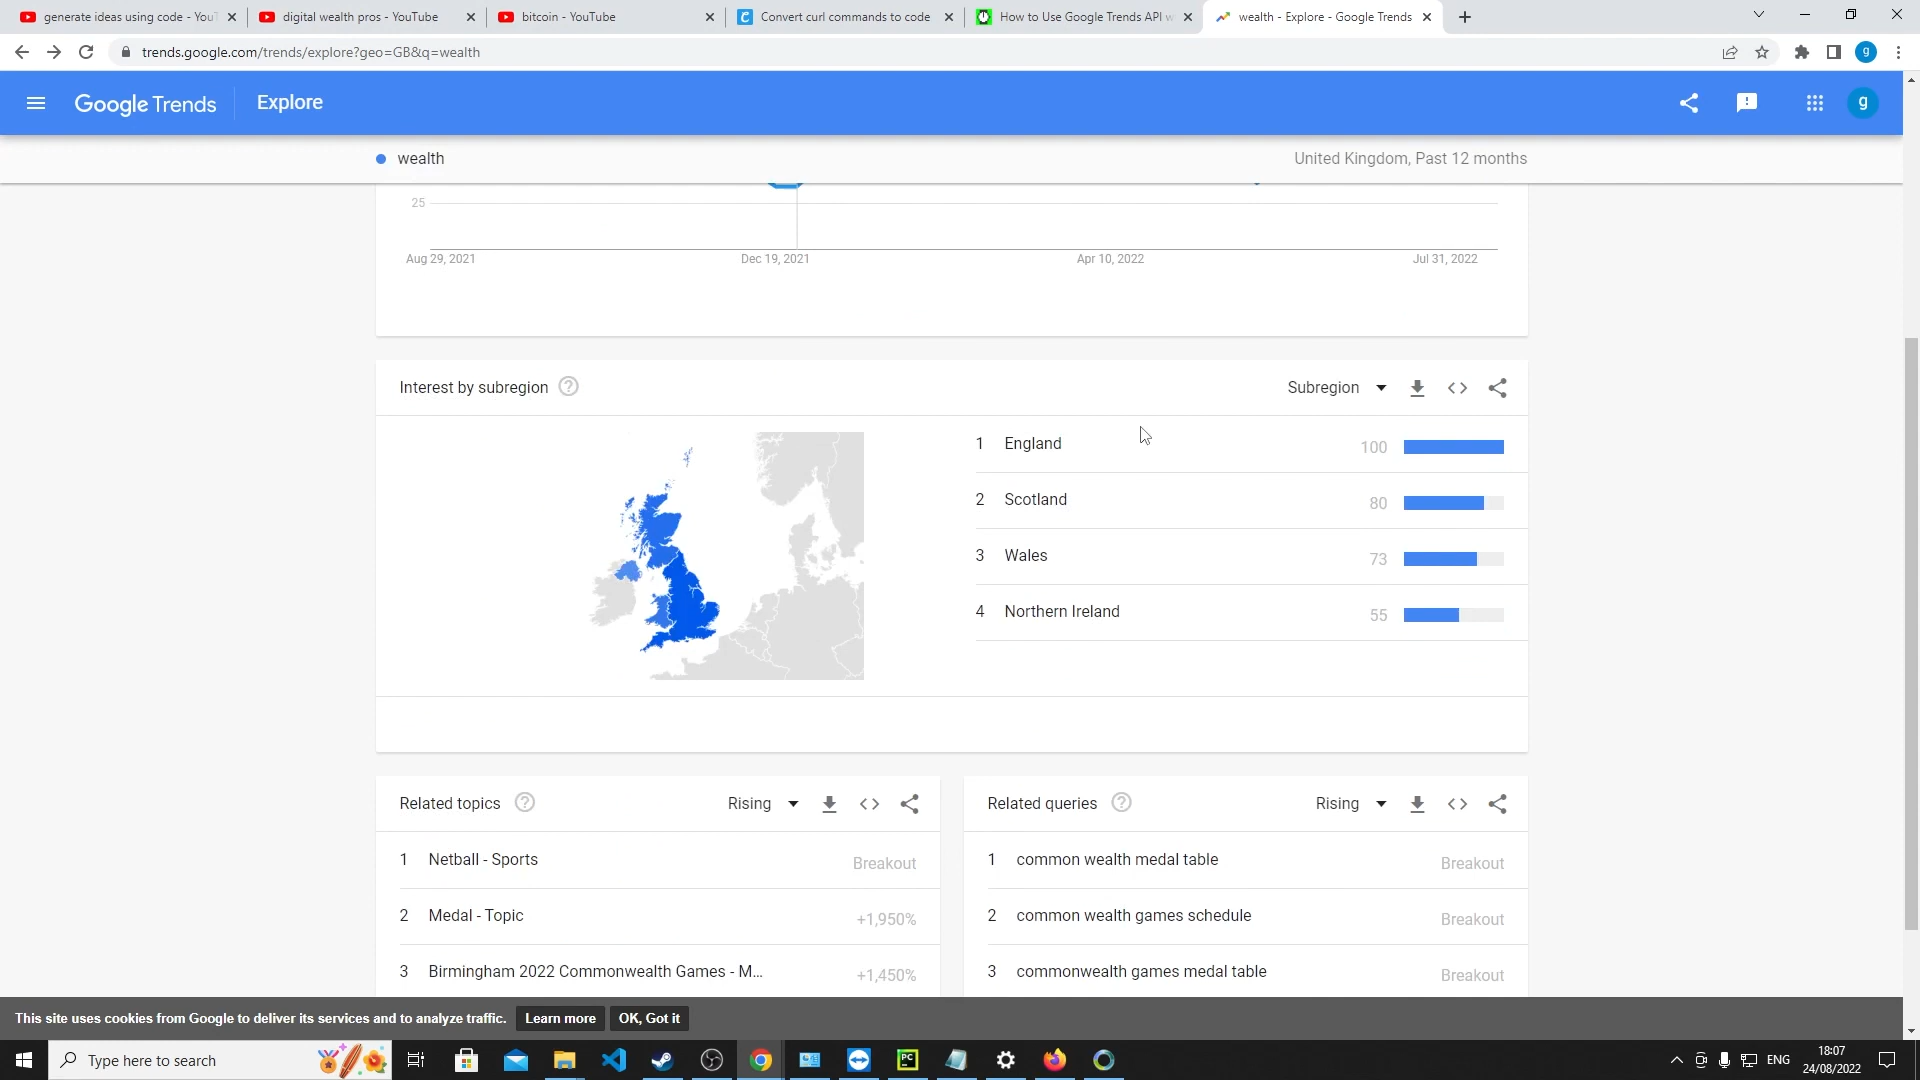 generate ideas using code - YouT
digital wealth pros - YouTube
bitcoin - YouTube
Convert curl commands to code
How to Use Google Trends API w
wealth - Explore - Google Trends
trends.google.com/trends/explore?geo=GB&q=wealth
g
Google Trends
Explore
g
wealth
United Kingdom, Past 12 months
25
Aug 29, 2021
Dec 19, 2021
Apr 10, 2022
Jul 31, 2022
Interest by subregion
Subregion
1 England 100
2 Scotland 80
3 Wales 73
4 Northern Ireland 55
Related topics
Rising
1 Netball - Sports Breakout
2 Medal - Topic +1,950%
3 Birmingham 2022 Commonwealth Games - M... +1,450%
Related queries
Rising
1 common wealth medal table Breakout
2 common wealth games schedule Breakout
3 commonwealth games medal table Breakout
This site uses cookies from Google to deliver its services and to analyze traffic.
Learn more
OK, Got it
Type here to search
PC
ENG
18:07
24/08/2022